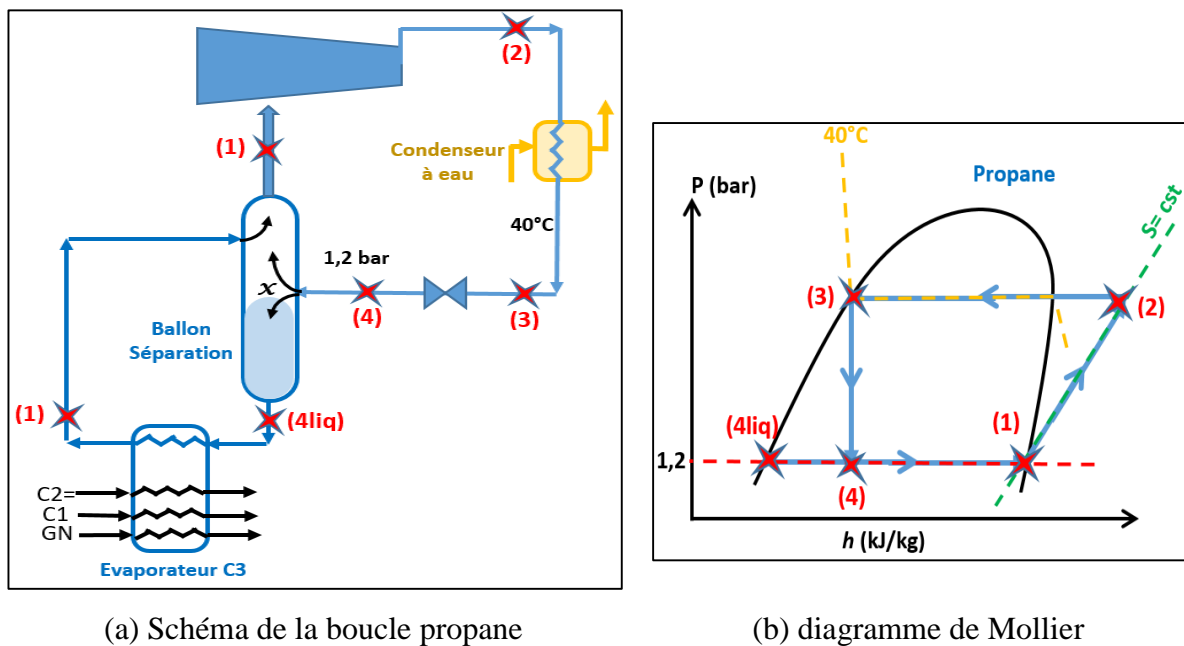 (2)
(1)
Condenseur
à eau
40°C
1,2 bar
x
(4)
(3)
Ballon
Séparation
(1)
(4liq)
C2=
C1
GN
Evaporateur C3
(a) Schéma de la boucle propane
40°C
P (bar)
Propane
S= cst
(3)
(2)
(4liq)
(1)
1,2
(4)
h (kJ/kg)
(b) diagramme de Mollier